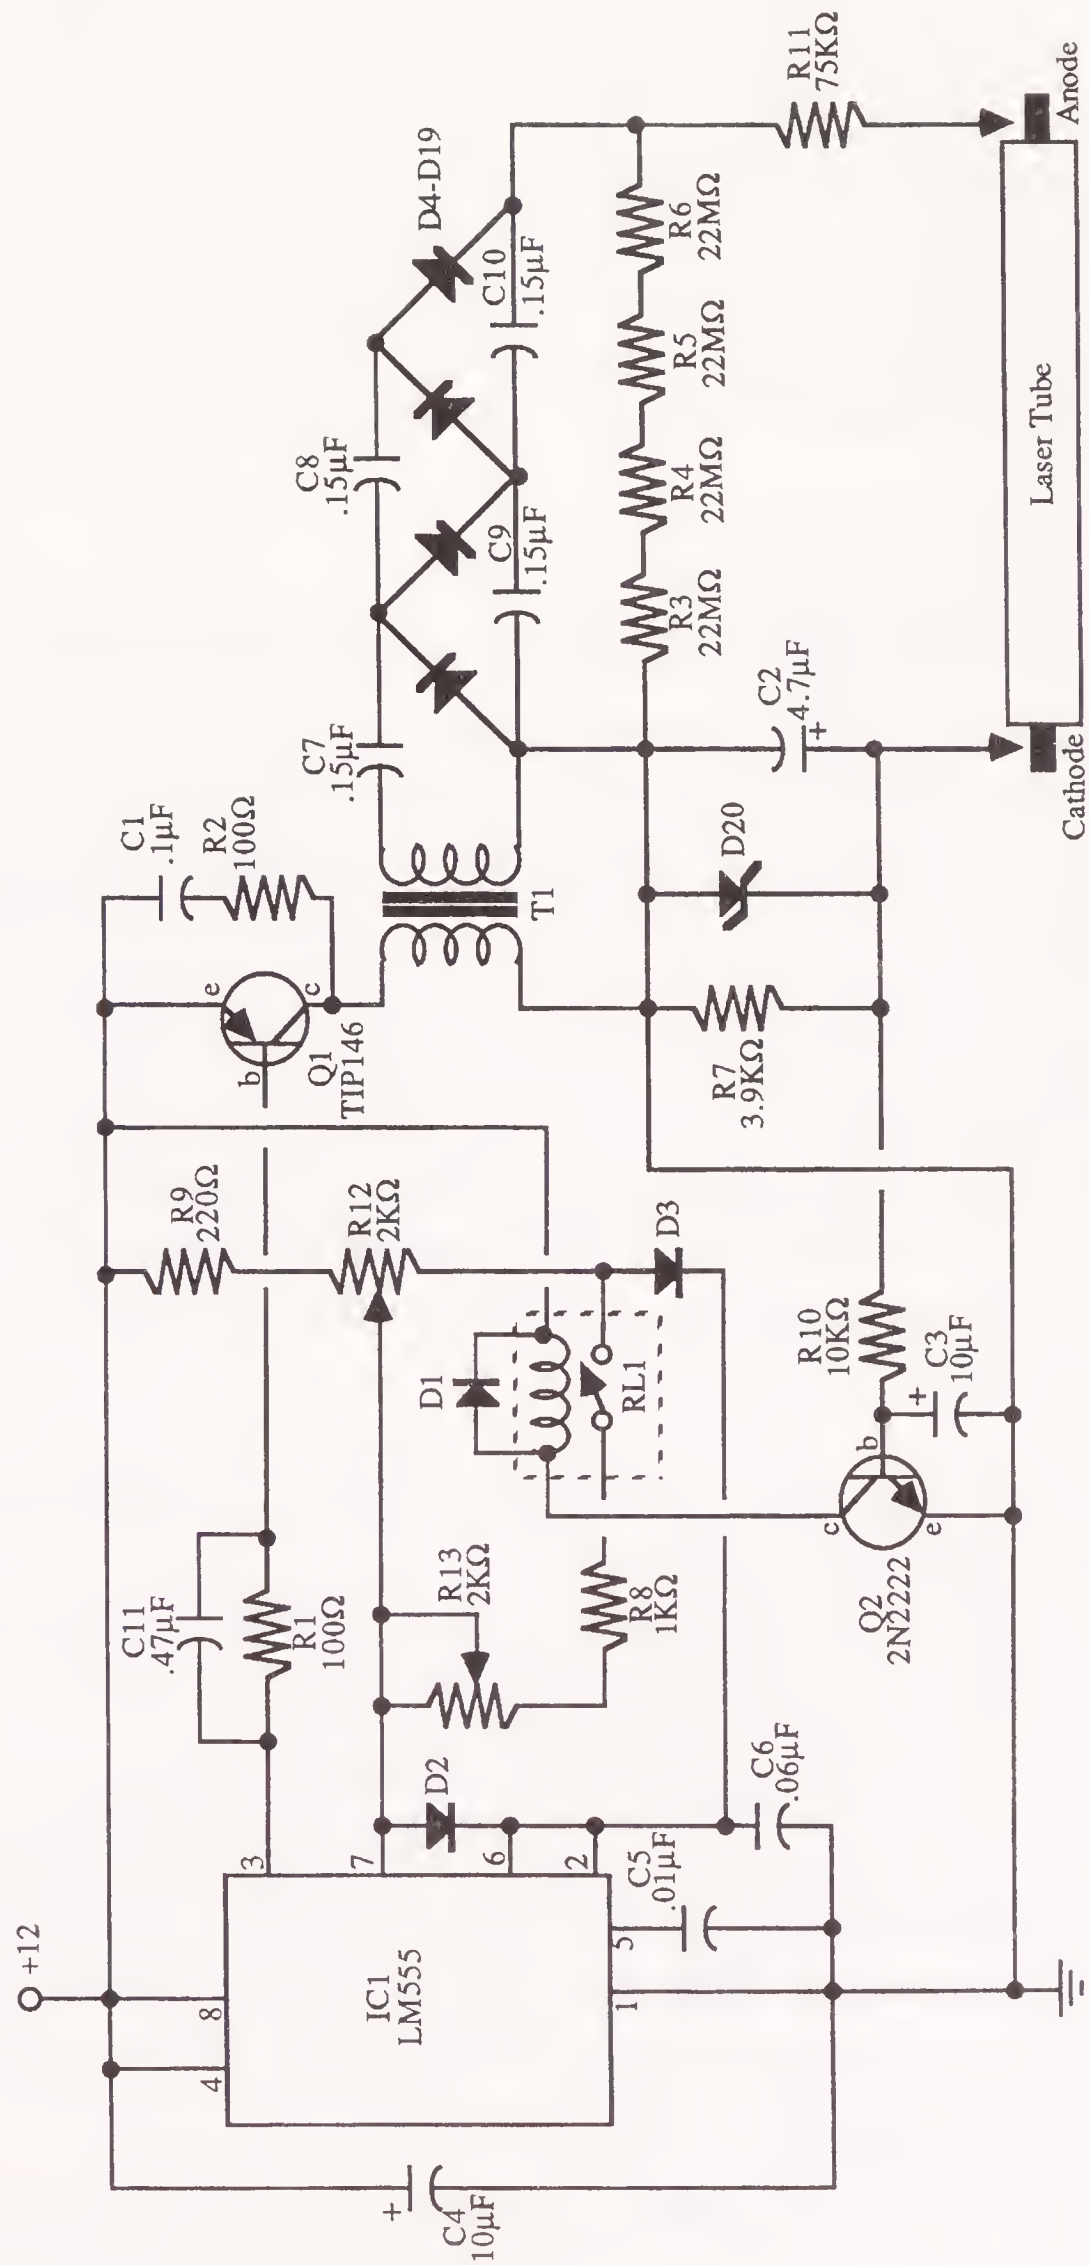 +12
4
8
IC1
LM555
3
7
6
2
5
1
C4
10µF
+
C11
.47µF
R1
100Ω
D2
R13
2KΩ
R8
1KΩ
C5
.01µF
C6
.06µF
R9
220Ω
R12
2KΩ
D1
RL1
D3
Q2
2N2222
c
b
e
R10
10KΩ
+
C3
10µF
Q1
TIP146
b
e
c
C1
.1µF
R2
100Ω
T1
C7
.15µF
C8
.15µF
C9
.15µF
C10
.15µF
D4-D19
R7
3.9KΩ
D20
C2
4.7µF
+
R3
22MΩ
R4
22MΩ
R5
22MΩ
R6
22MΩ
R11
75KΩ
Cathode
Laser Tube
Anode